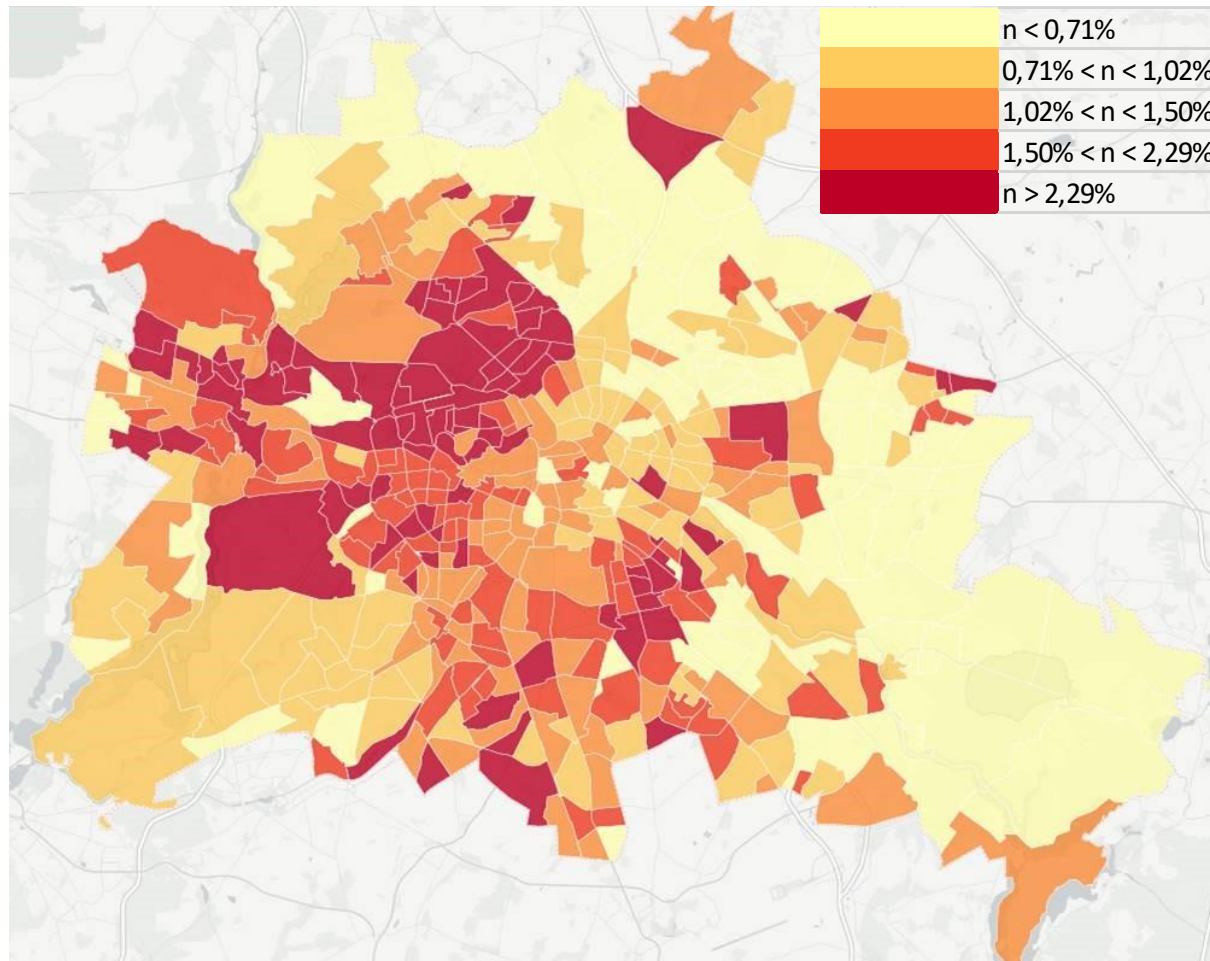 n < 0,71%
0,71% < n < 1,02%
1,02% < n < 1,50%
1,50% < n < 2,29%
n > 2,29%